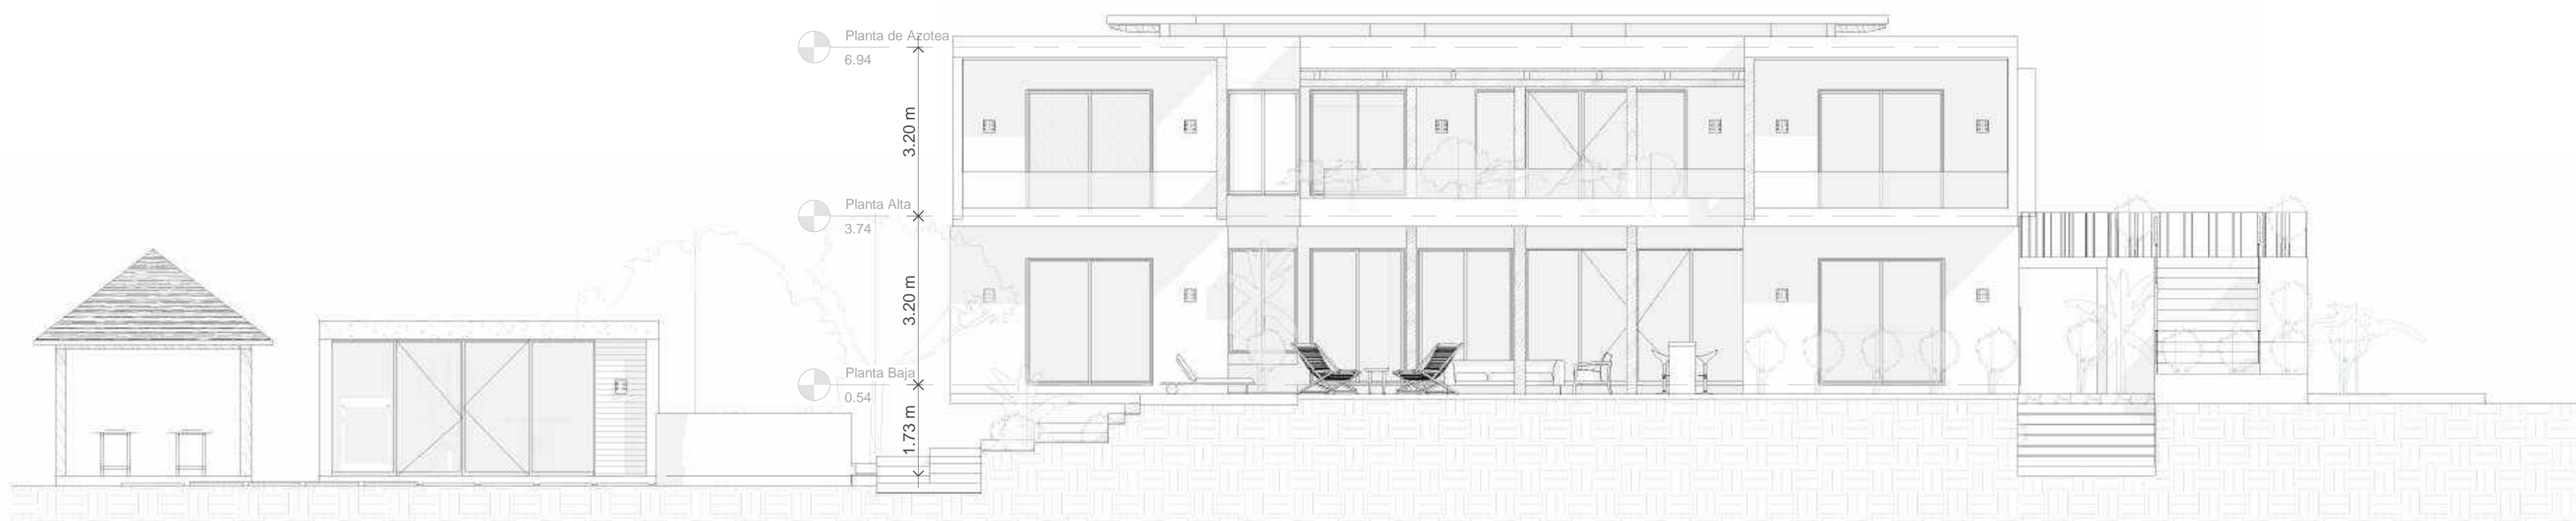 Planta de Azotea
6.94
3.20 m
Planta Alta
3.74
3.20 m
Planta Baja
0.54
1.73 m